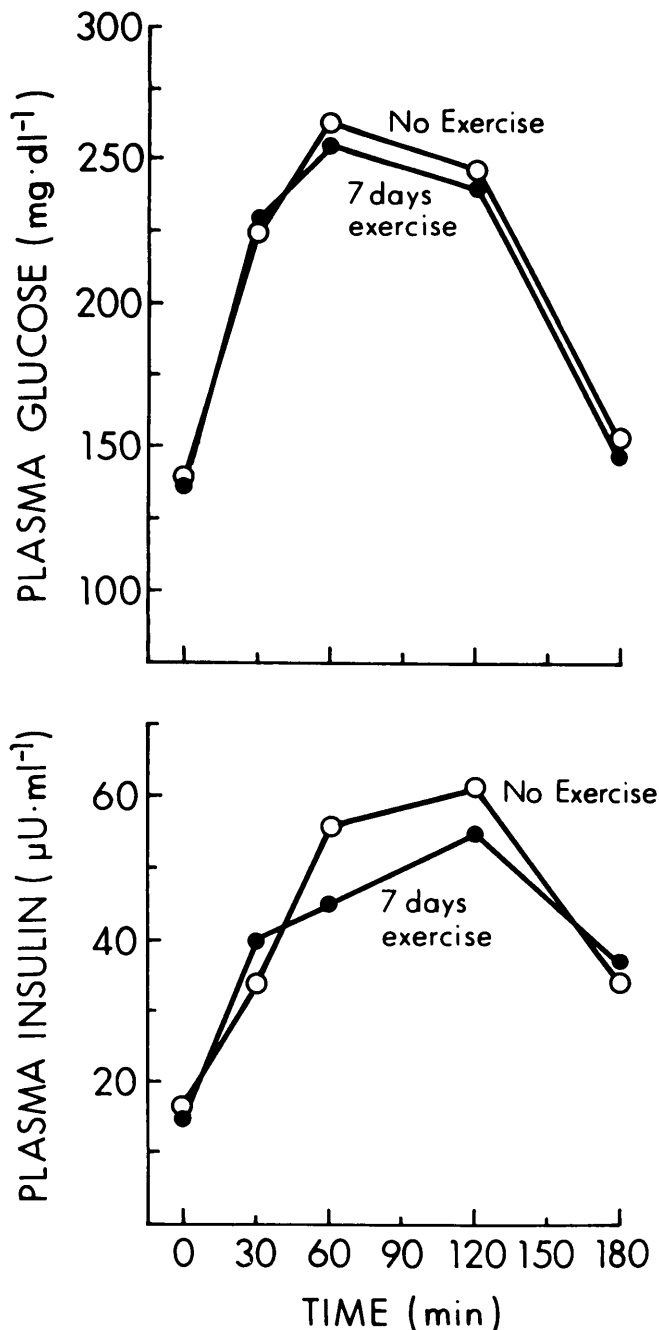 PLASMA GLUCOSE (mg·dl⁻¹)
300
250
200
150
100
No Exercise
7 days
exercise
PLASMA INSULIN (µU·ml⁻¹)
60
40
20
No Exercise
7 days
exercise
0 30 60 90 120 150 180
TIME (min)